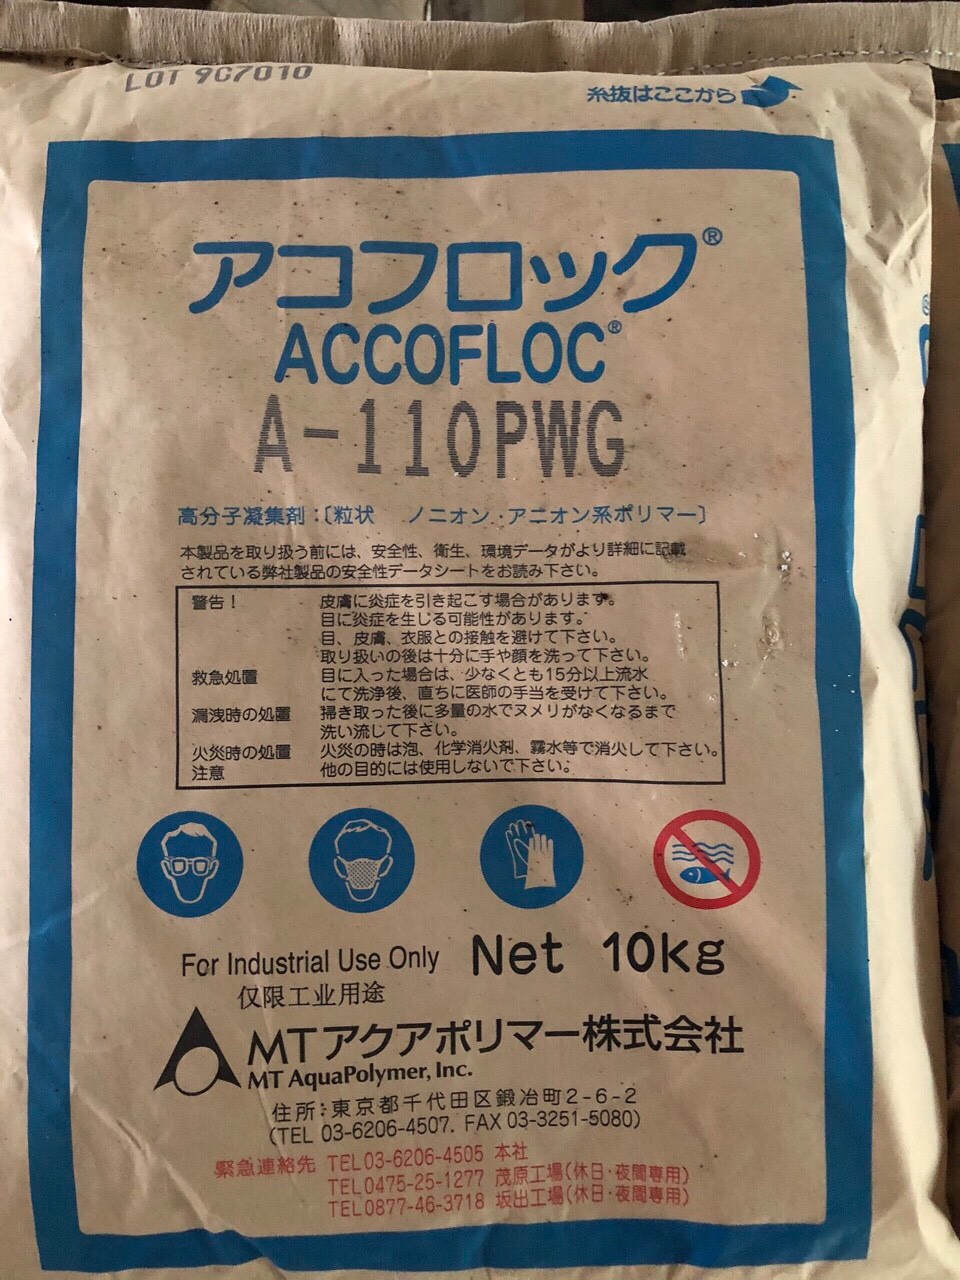 LOT 9G7010
糸抜はここから
アコフロック®
ACCOFLOC®
A-110PWG
高分子凝集剤:〔粒状 ノニオン・アニオン系ポリマー〕
本製品を取り扱う前には、安全性、衛生、環境データがより詳細に記載
されている弊社製品の安全性データシートをお読み下さい。
警告! 皮膚に炎症を引き起こす場合があります。
目に炎症を生じる可能性があります。
目、皮膚、衣服との接触を避けて下さい。
取り扱いの後は十分に手や顔を洗って下さい。
救急処置 目に入った場合は、少なくとも15分以上流水
にて洗浄後、直ちに医師の手当を受けて下さい。
漏洩時の処置 掃き取った後に多量の水でヌメリがなくなるまで
洗い流して下さい。
火災時の処置 火災の時は泡、化学消火剤、霧水等で消火して下さい。
注意 他の目的には使用しないで下さい。
For Industrial Use Only Net 10kg
仅限工业用途
MTアクアポリマー株式会社
MT AquaPolymer, Inc.
住所:東京都千代田区鍛冶町2-6-2
(TEL 03-6206-4507. FAX 03-3251-5080)
緊急連絡先 TEL03-6206-4505 本社
TEL0475-25-1277 茂原工場(休日・夜間専用)
TEL0877-46-3718 坂出工場(休日・夜間専用)